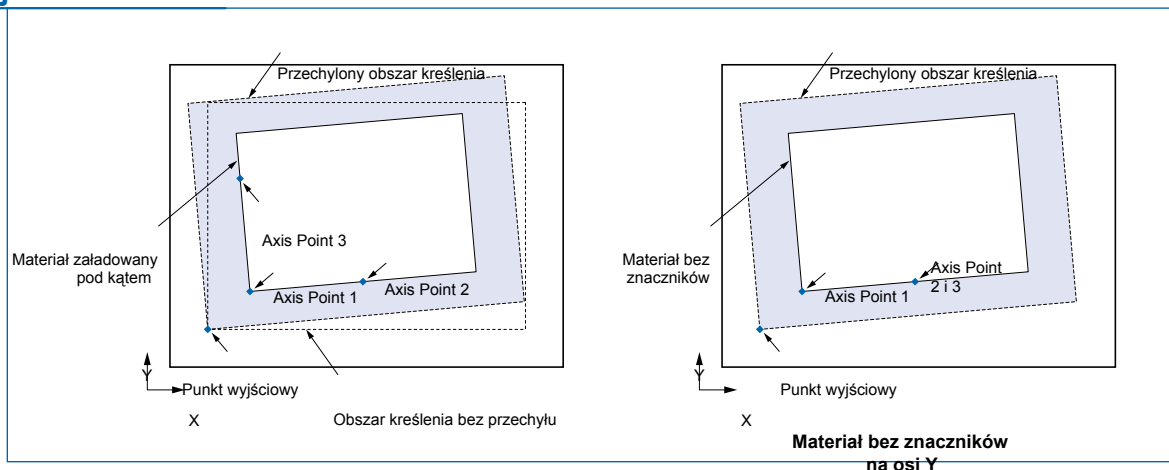 Przechylony obszar kreślenia
Axis Point 3
Materiał załadowany
pod kątem
Axis Point 1
Axis Point 2
Y
Punkt wyjściowy
X
Obszar kreślenia bez przechyłu
Przechylony obszar kreślenia
Materiał bez
znaczników
Axis Point
2 i 3
Axis Point 1
Y
Punkt wyjściowy
X
Materiał bez znaczników
na osi Y